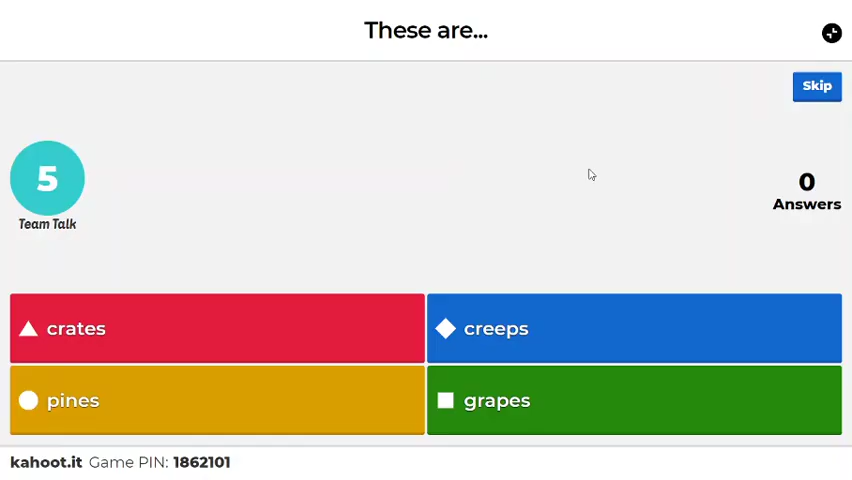 These are...
Skip
5
Team Talk
0
Answers
crates
creeps
pines
grapes
kahoot.it Game PIN: 1862101